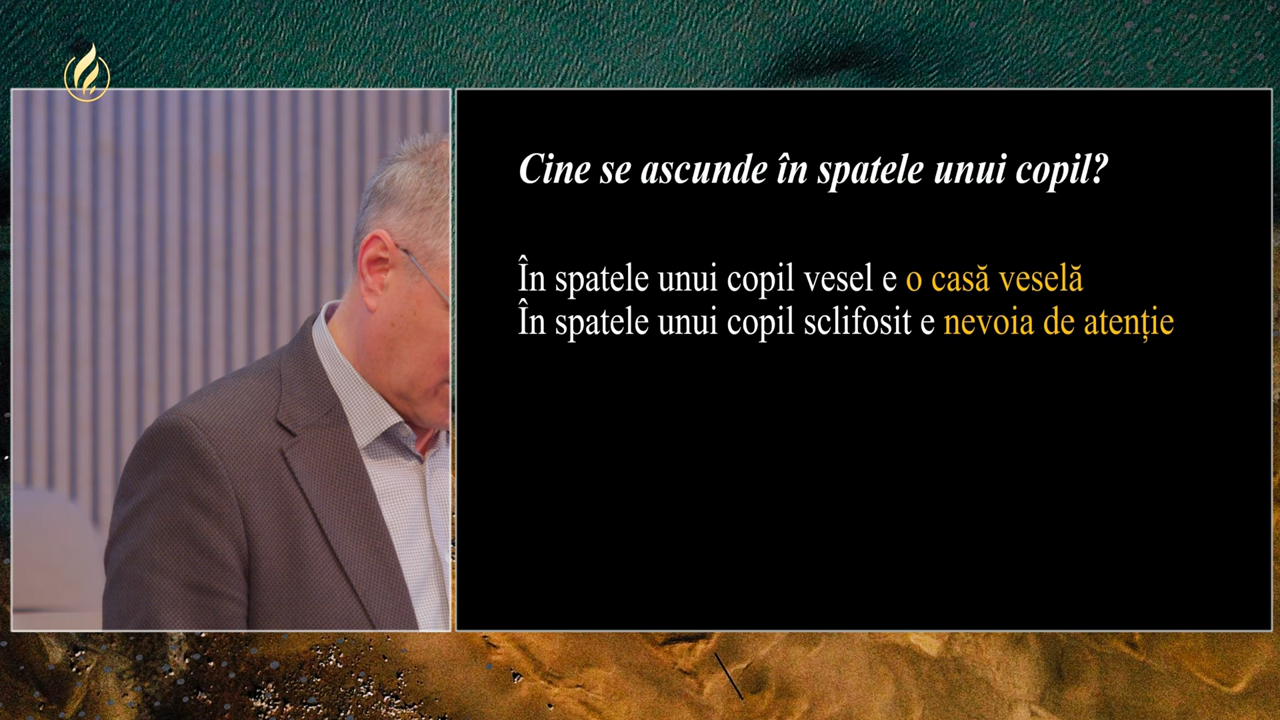 Cine se ascunde în spatele unui copil?
În spatele unui copil vesel e o casă veselă
În spatele unui copil sclifosit e nevoia de atenție